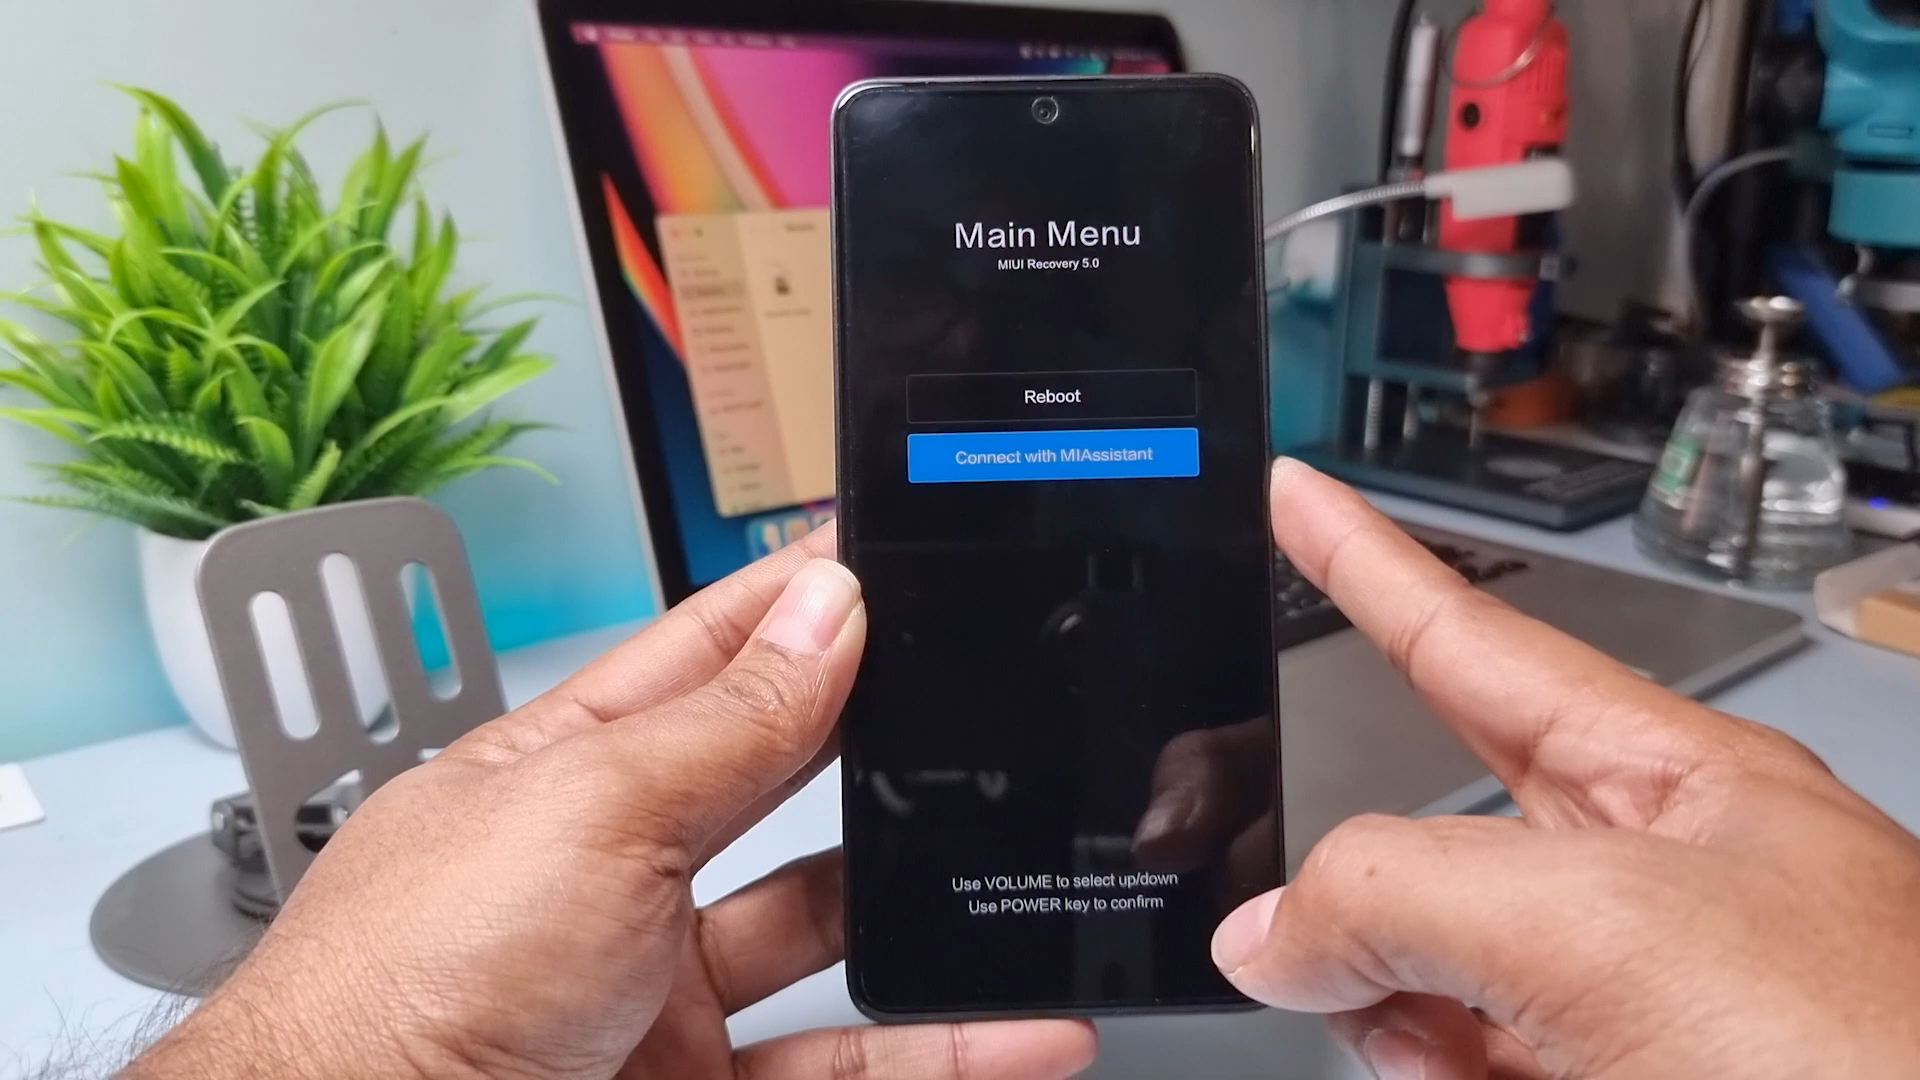 Main Menu
MIUI Recovery 5.0
Reboot
Connect with MIAssistant
Use VOLUME to select up/down
Use POWER key to confirm